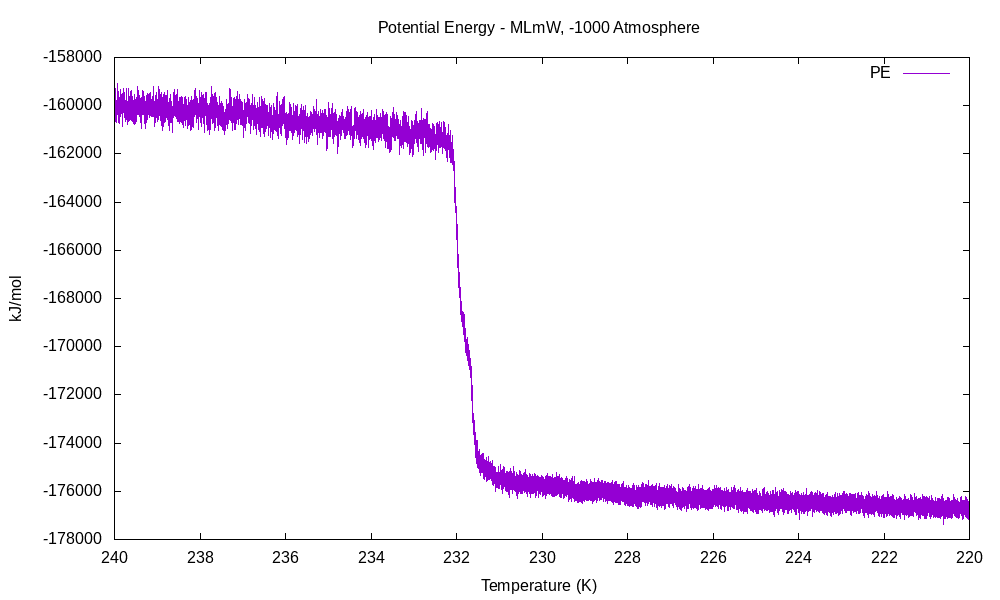 Potential Energy - MLmW, -1000 Atmosphere
PE
-158000
-160000
-162000
-164000
-166000
-168000
-170000
-172000
-174000
-176000
-178000
kJ/mol
240 238 236 234 232 230 228 226 224 222 220
Temperature (K)